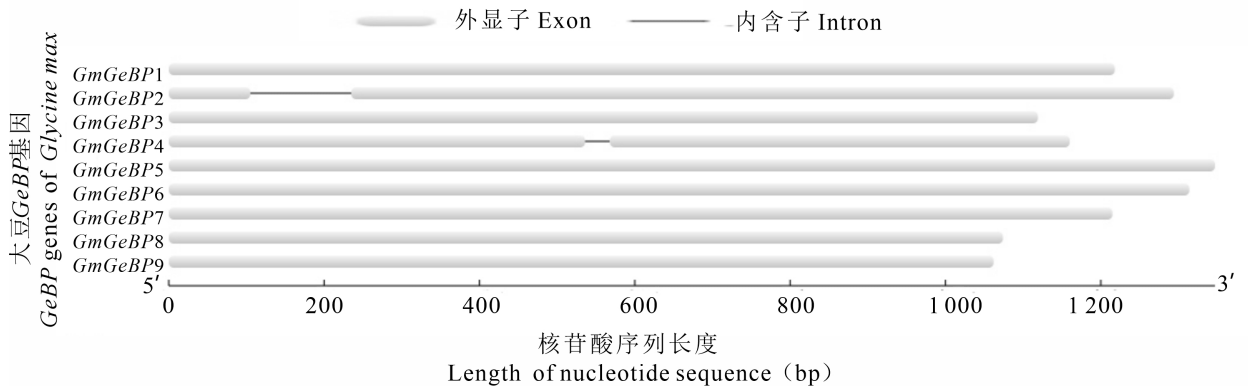 外显子 Exon 内含子 Intron
大豆GeBP基因
GeBP genes of Glycine max
GmGeBP1
GmGeBP2
GmGeBP3
GmGeBP4
GmGeBP5
GmGeBP6
GmGeBP7
GmGeBP8
GmGeBP9
5′ 3′
0 200 400 600 800 1 000 1 200
核苷酸序列长度
Length of nucleotide sequence（bp）